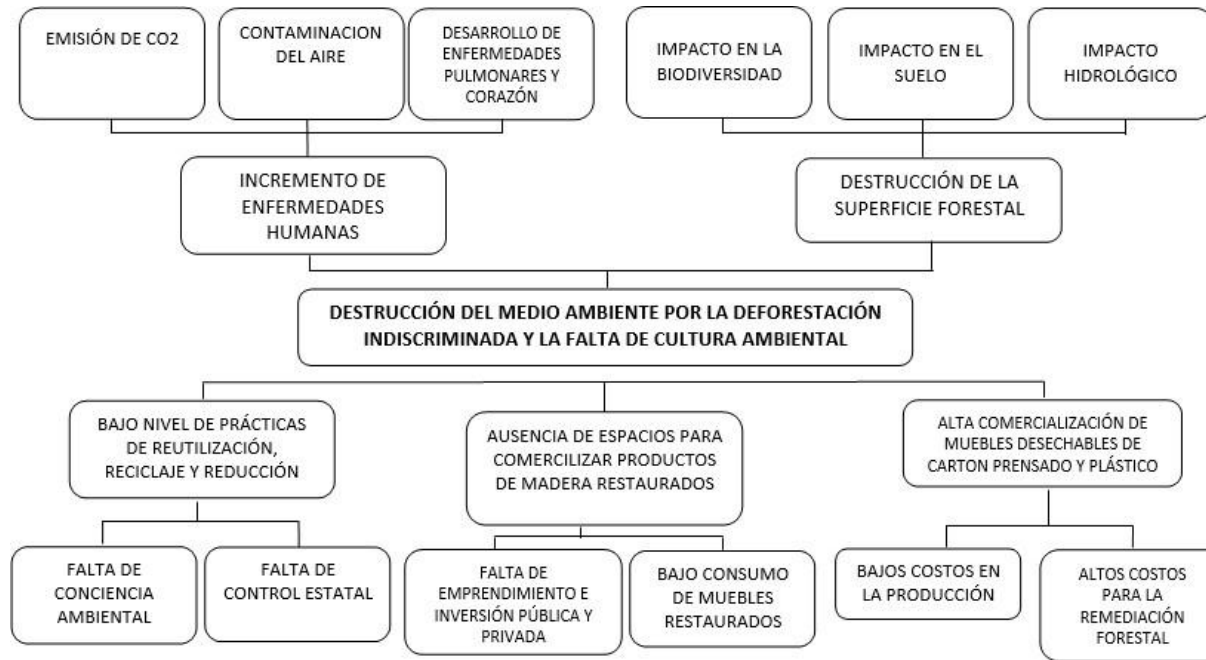 EMISIÓN DE CO2
CONTAMINACION
DEL AIRE
DESARROLLO DE
ENFERMEDADES
PULMONARES Y
CORAZÓN
IMPACTO EN LA
BIODIVERSIDAD
IMPACTO EN EL
SUELO
IMPACTO
HIDROLÓGICO
INCREMENTO DE
ENFERMEDADES
HUMANAS
DESTRUCCIÓN DE LA
SUPERFICIE FORESTAL
DESTRUCCIÓN DEL MEDIO AMBIENTE POR LA DEFORESTACIÓN
INDISCRIMINADA Y LA FALTA DE CULTURA AMBIENTAL
BAJO NIVEL DE PRÁCTICAS
DE REUTILIZACIÓN,
RECICLAJE Y REDUCCIÓN
AUSENCIA DE ESPACIOS PARA
COMERCILIZAR PRODUCTOS
DE MADERA RESTAURADOS
ALTA COMERCIALIZACIÓN DE
MUEBLES DESECHABLES DE
CARTON PRENSADO Y PLÁSTICO
FALTA DE
CONCIENCIA
AMBIENTAL
FALTA DE
CONTROL ESTATAL
FALTA DE
EMPRENDIMIENTO E
INVERSIÓN PÚBLICA Y
PRIVADA
BAJO CONSUMO
DE MUEBLES
RESTAURADOS
BAJOS COSTOS EN
LA PRODUCCIÓN
ALTOS COSTOS
PARA LA
REMEDIACIÓN
FORESTAL